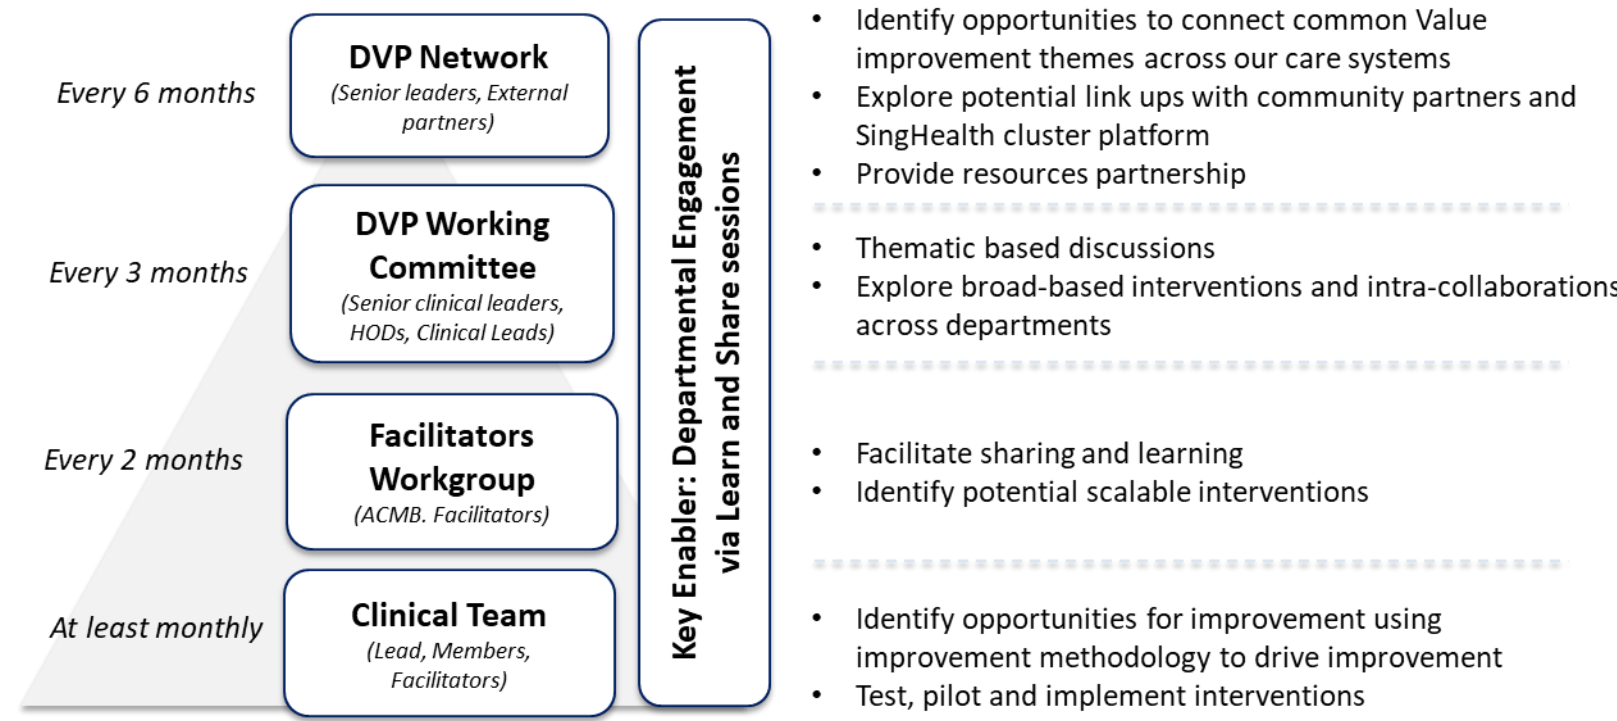 Every 6 months
DVP Network
(Senior leaders, External
partners)
Identify opportunities to connect common Value
improvement themes across our care systems
Explore potential link ups with community partners and
SingHealth cluster platform
Provide resources partnership
Every 3 months
DVP Working
Committee
(Senior clinical leaders,
HODs, Clinical Leads)
Thematic based discussions
Explore broad-based interventions and intra-collaborations
across departments
Every 2 months
Facilitators
Workgroup
(ACMB. Facilitators)
Facilitate sharing and learning
Identify potential scalable interventions
At least monthly
Clinical Team
(Lead, Members,
Facilitators)
Identify opportunities for improvement using
improvement methodology to drive improvement
Test, pilot and implement interventions
Key Enabler: Departmental Engagement
via Learn and Share sessions